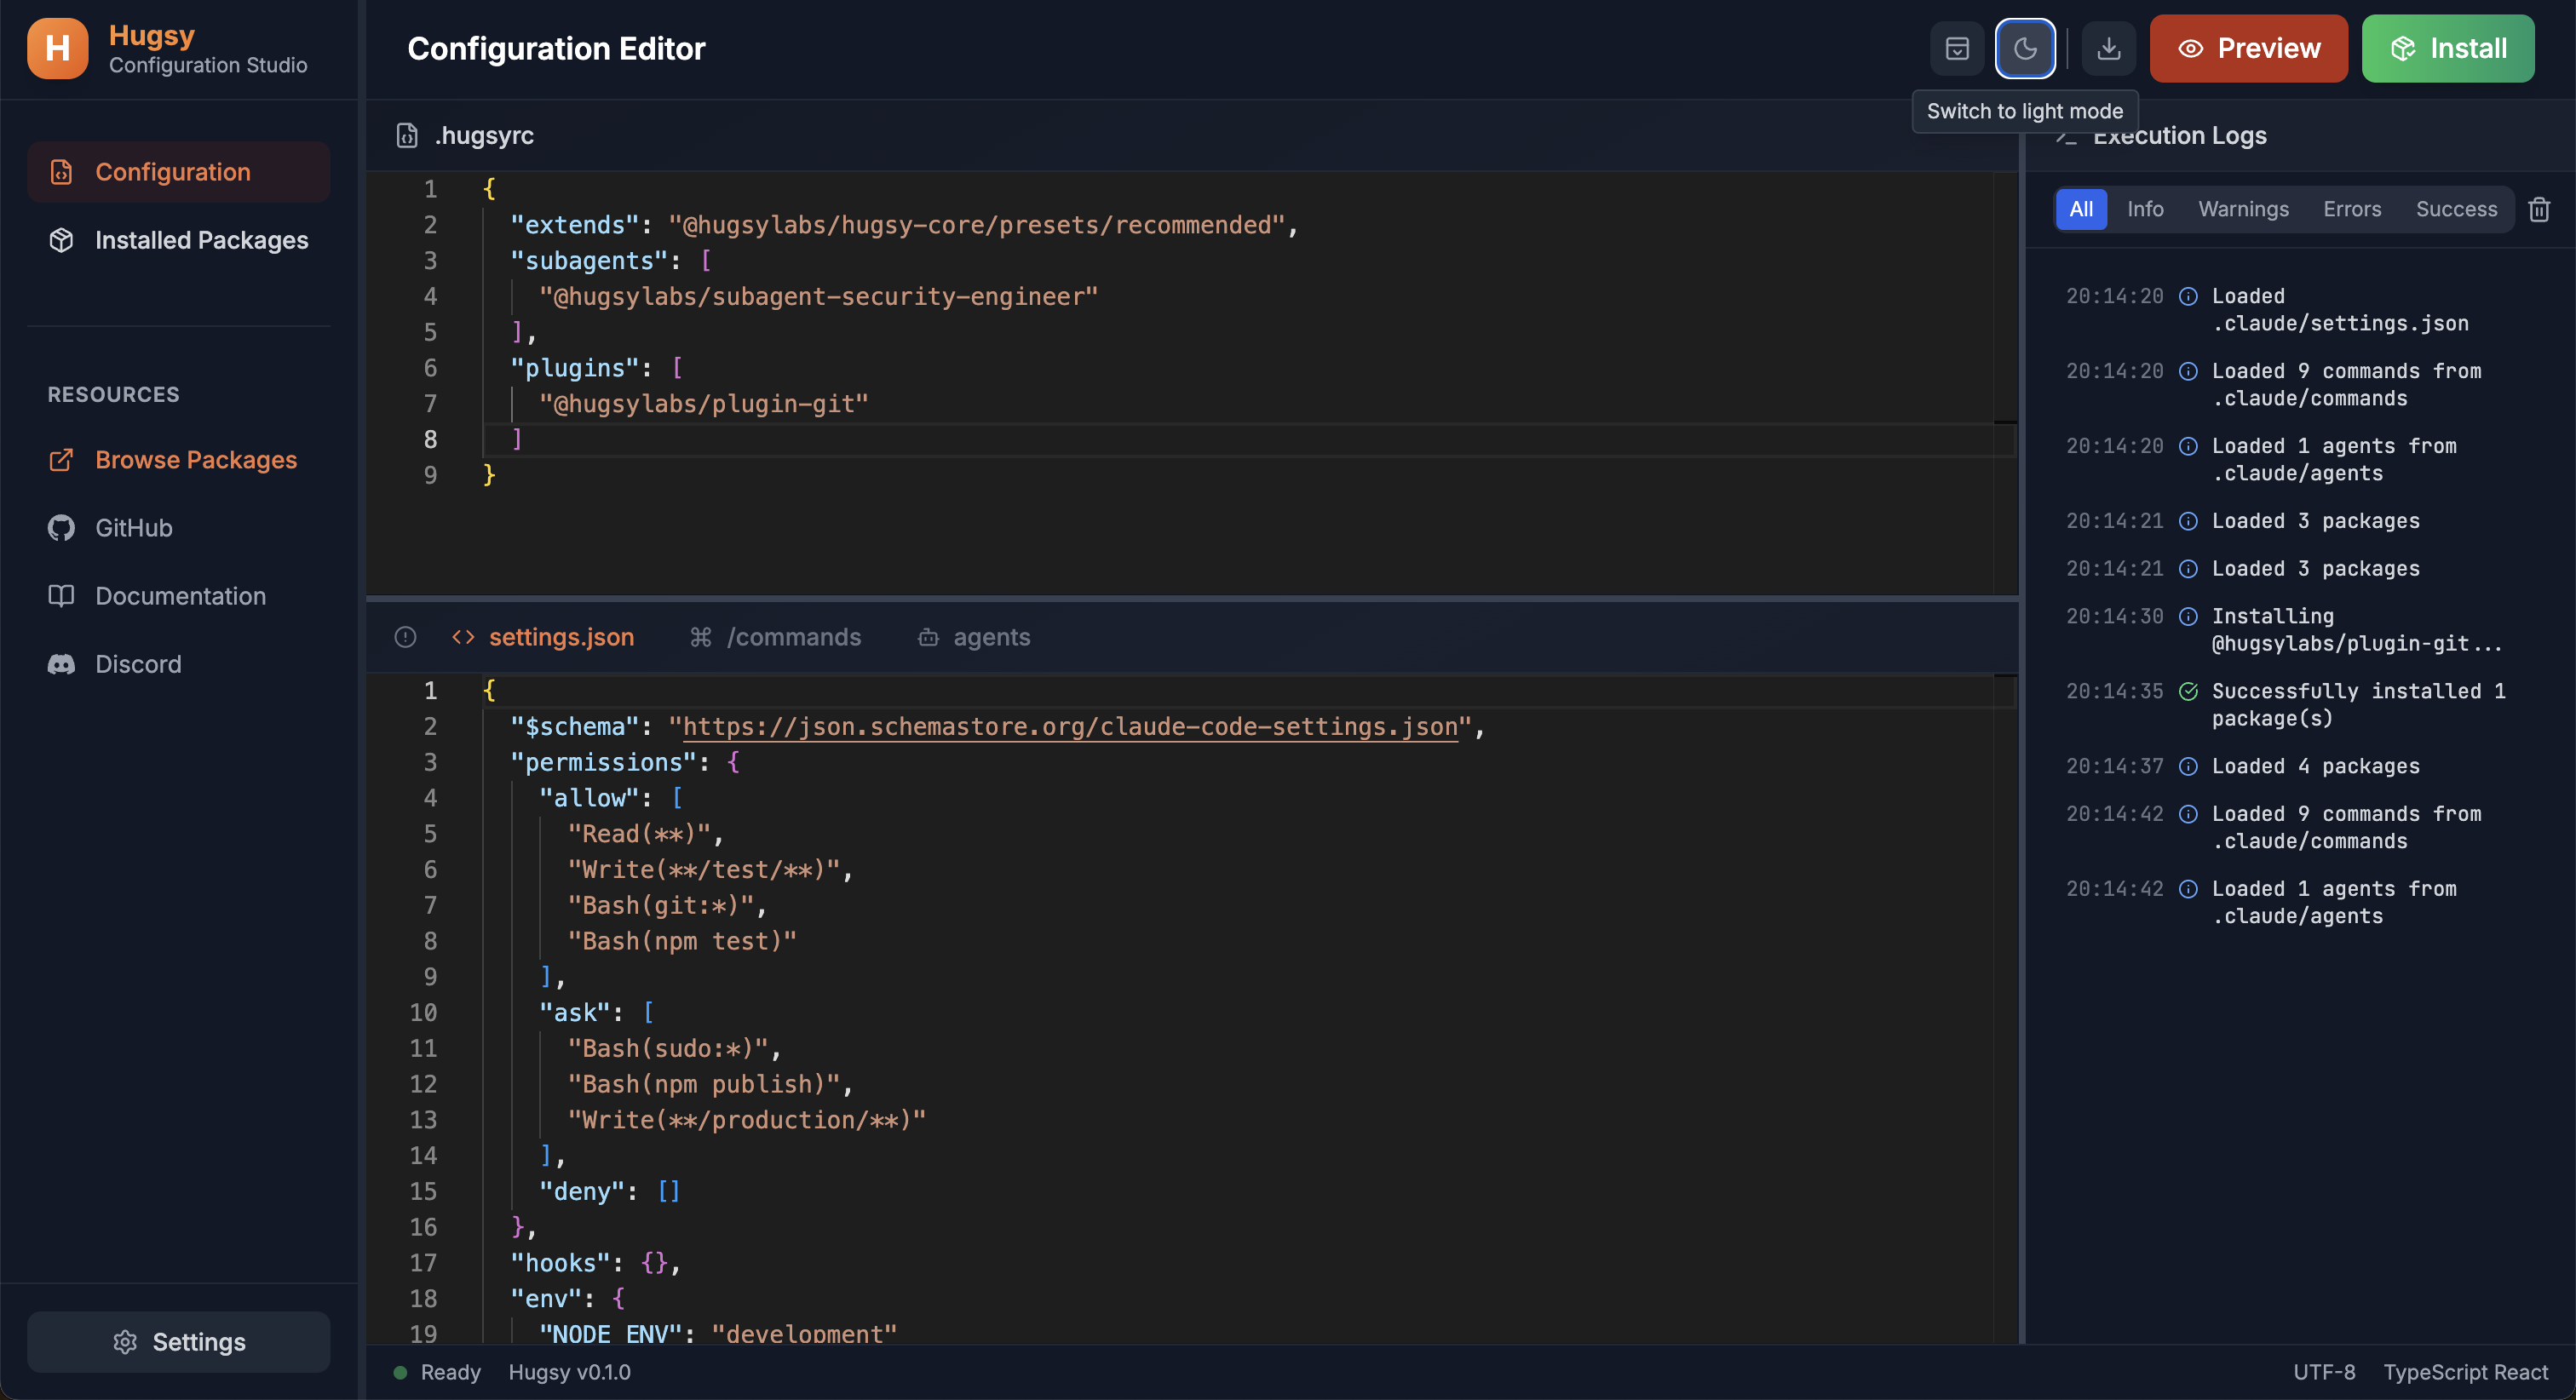 H
Hugsy
Configuration Studio
Configuration
Installed Packages
RESOURCES
Browse Packages
GitHub
Documentation
Discord
Settings
Configuration Editor
Preview
Install
Switch to light mode
.hugsyrc
1 {
2 "extends": "@hugsylabs/hugsy-core/presets/recommended",
3 "subagents": [
4 "@hugsylabs/subagent-security-engineer"
5 ],
6 "plugins": [
7 "@hugsylabs/plugin-git"
8 ]
9 }
settings.json /commands agents
1 {
2 "$schema": "https://json.schemastore.org/claude-code-settings.json",
3 "permissions": {
4 "allow": [
5 "Read(**)",
6 "Write(**/test/**)",
7 "Bash(git:*)",
8 "Bash(npm test)"
9 ],
10 "ask": [
11 "Bash(sudo:*)",
12 "Bash(npm publish)",
13 "Write(**/production/**)"
14 ],
15 "deny": []
16 },
17 "hooks": {},
18 "env": {
19 "NODE_ENV": "development"
Execution Logs
All Info Warnings Errors Success
20:14:20 Loaded
.claude/settings.json
20:14:20 Loaded 9 commands from
.claude/commands
20:14:20 Loaded 1 agents from
.claude/agents
20:14:21 Loaded 3 packages
20:14:21 Loaded 3 packages
20:14:30 Installing
@hugsylabs/plugin-git...
20:14:35 Successfully installed 1
package(s)
20:14:37 Loaded 4 packages
20:14:42 Loaded 9 commands from
.claude/commands
20:14:42 Loaded 1 agents from
.claude/agents
Ready Hugsy v0.1.0
UTF-8 TypeScript React